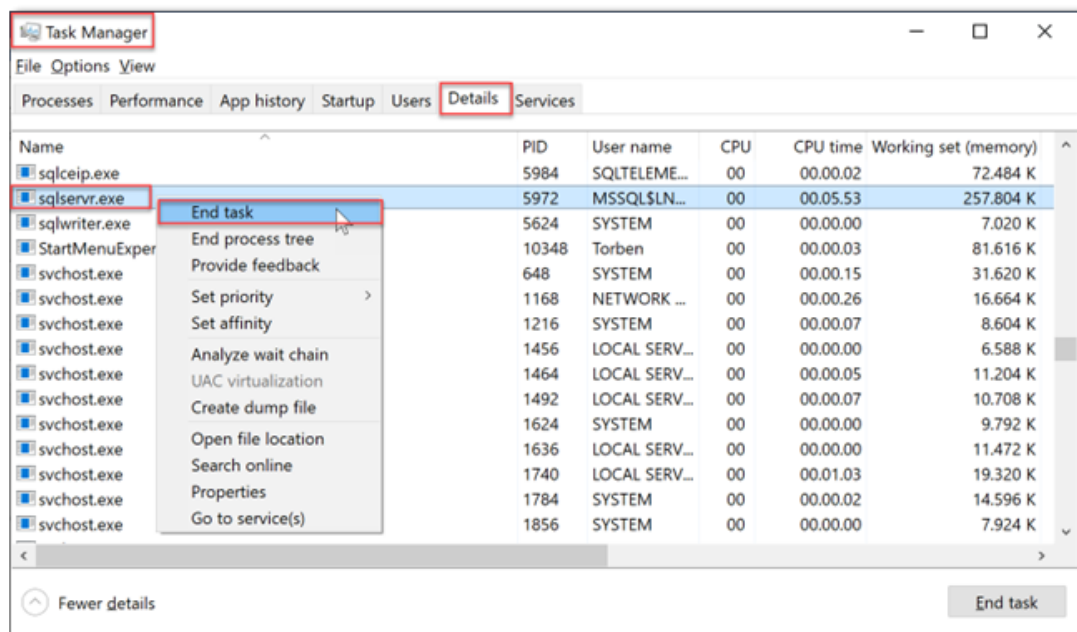 Task Manager
File Options View
Processes Performance App history Startup Users Details Services
Name PID User name CPU CPU time Working set (memory)
sqlceip.exe 5984 SQLTELEME... 00 00.00.02 72.484 K
sqlservr.exe 5972 MSSQL$LN... 00 00.05.53 257.804 K
sqlwriter.exe 5624 SYSTEM 00 00.00.00 7.020 K
StartMenuExper 10348 Torben 00 00.00.03 81.616 K
svchost.exe 648 SYSTEM 00 00.00.15 31.620 K
svchost.exe 1168 NETWORK ... 00 00.00.26 16.664 K
svchost.exe 1216 SYSTEM 00 00.00.07 8.604 K
svchost.exe 1456 LOCAL SERV... 00 00.00.00 6.588 K
svchost.exe 1464 LOCAL SERV... 00 00.00.05 11.204 K
svchost.exe 1492 LOCAL SERV... 00 00.00.07 10.708 K
svchost.exe 1624 SYSTEM 00 00.00.00 9.792 K
svchost.exe 1636 LOCAL SERV... 00 00.00.00 11.472 K
svchost.exe 1740 LOCAL SERV... 00 00.01.03 19.320 K
svchost.exe 1784 SYSTEM 00 00.00.02 14.596 K
svchost.exe 1856 SYSTEM 00 00.00.00 7.924 K
End task
End process tree
Provide feedback
Set priority
Set affinity
Analyze wait chain
UAC virtualization
Create dump file
Open file location
Search online
Properties
Go to service(s)
Fewer details End task